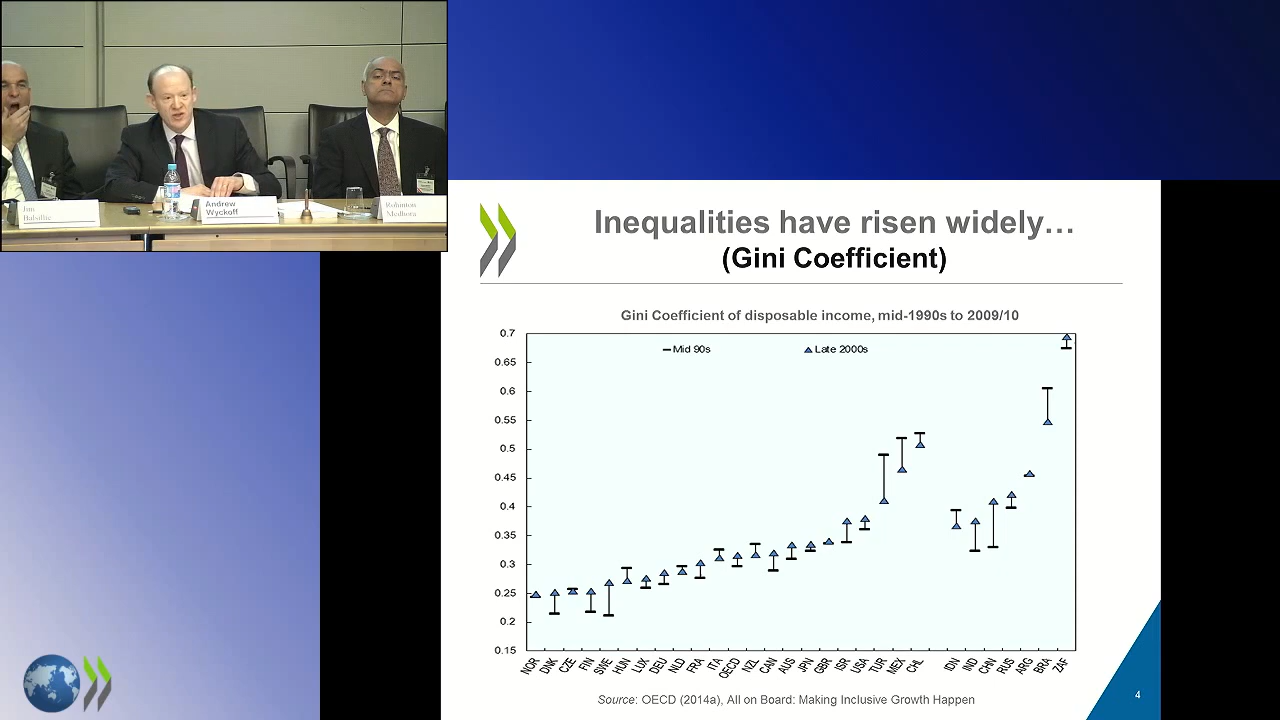 Jim
Balsillie
Andrew
Wyckoff
Rohinton
Medhora
Inequalities have risen widely…
(Gini Coefficient)
Gini Coefficient of disposable income, mid-1990s to 2009/10
Mid 90s
Late 2000s
0.7
0.65
0.6
0.55
0.5
0.45
0.4
0.35
0.3
0.25
0.2
0.15
NOR DNK CZE FIN SWE HUN LUX DEU NLD FRA ITA OECD NZL CAN AUS JPN GBR ISR USA TUR MEX CHL IDN IND CHN RUS ARG BRA ZAF
Source: OECD (2014a), All on Board: Making Inclusive Growth Happen
4